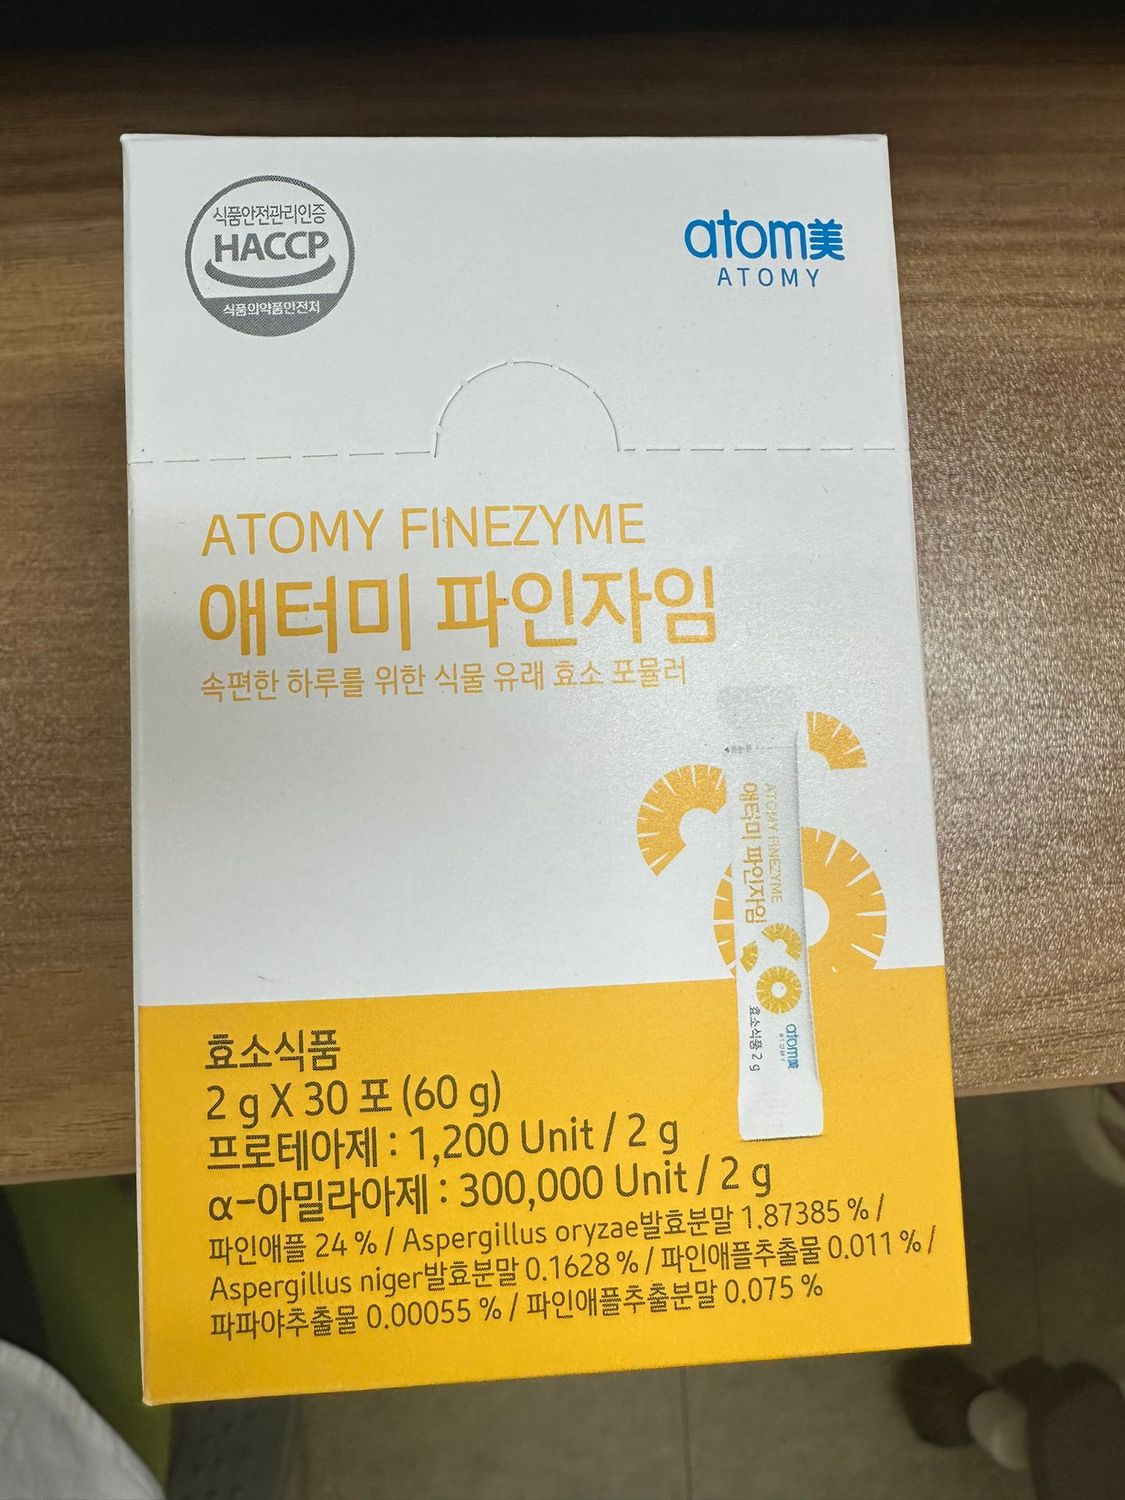 식품안전관리인증
HACCP
식품의약품안전처
atom美
ATOMY
ATOMY FINEZYME
애터미 파인자임
속편한 하루를 위한 식물 유래 효소 포뮬러
ATOMY FINEZYME
애터미 파인자임
atom美
ATOMY
효소식품 2 g
효소식품
2 g X 30 포 (60 g)
프로테아제 : 1,200 Unit / 2 g
α-아밀라아제 : 300,000 Unit / 2 g
파인애플 24 % / Aspergillus oryzae발효분말 1.87385 % /
Aspergillus niger발효분말 0.1628 % / 파인애플추출물 0.011 % /
파파야추출물 0.00055 % / 파인애플추출분말 0.075 %